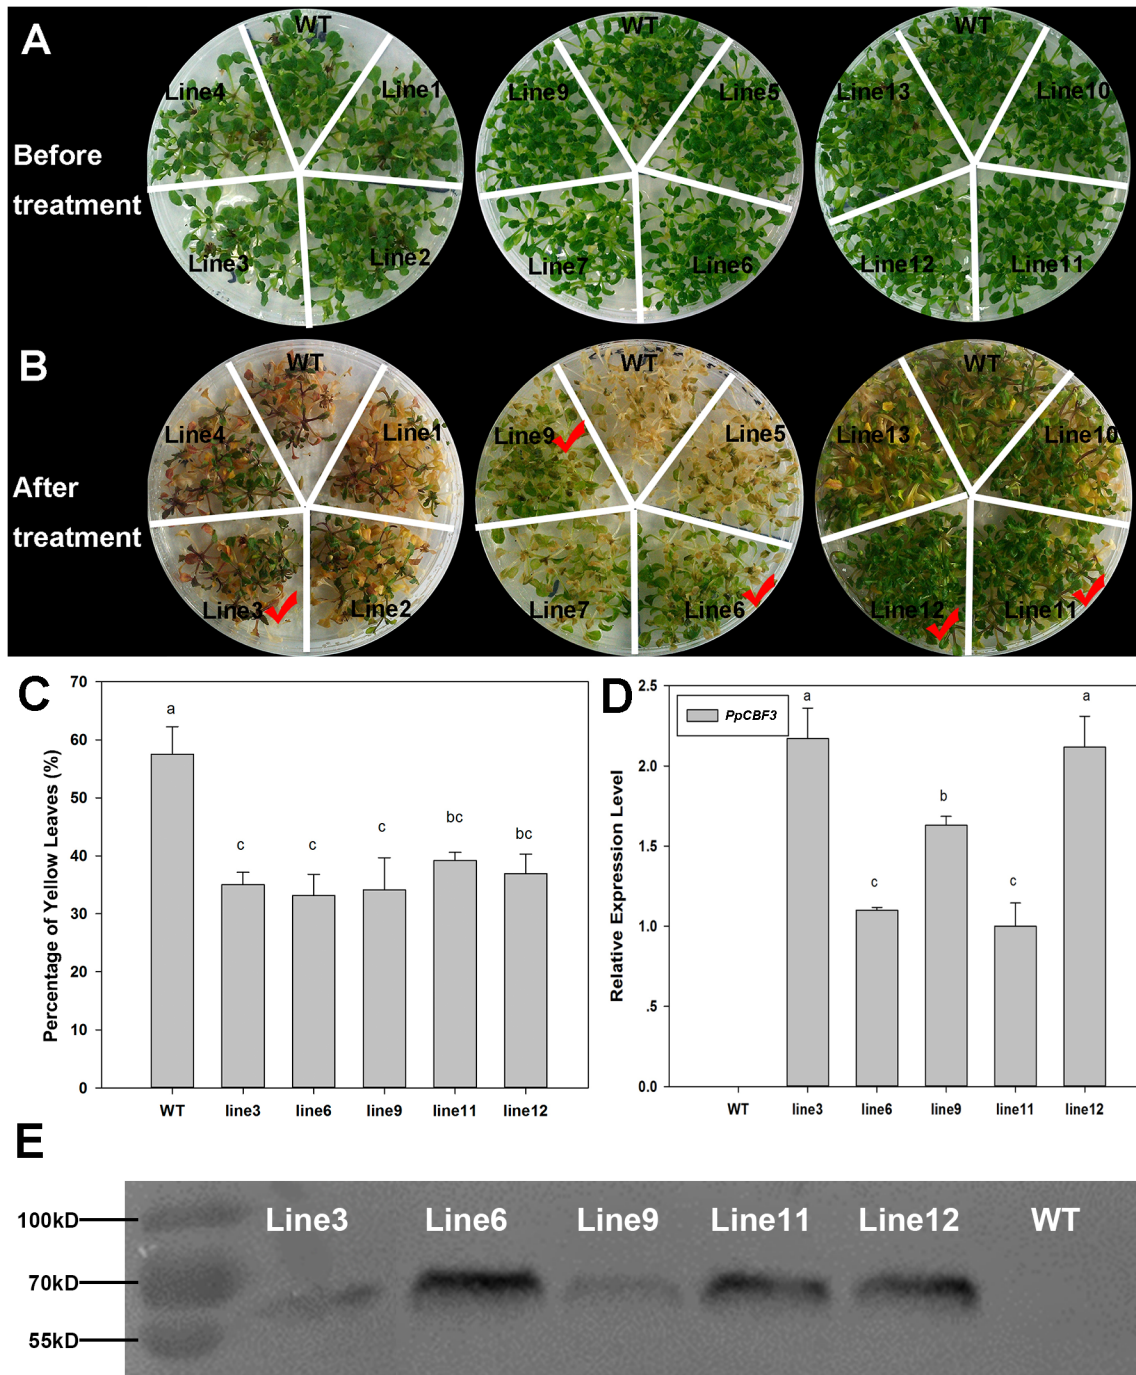 A
WT
Line4
Line1
Line3
Line2
WT
Line9
Line5
Line7
Line6
WT
Line13
Line10
Line12
Line11
Before
treatment
B
WT
Line4
Line1
Line3
Line2
WT
Line9
Line5
Line7
Line6
WT
Line13
Line10
Line12
Line11
After
treatment
C
Percentage of Yellow Leaves (%)
70
60
50
40
30
20
10
0
a
c
c
c
bc
bc
WT
line3
line6
line9
line11
line12
D
PpCBF3
Relative Expression Level
2.5
2.0
1.5
1.0
.5
0.0
a
c
b
c
a
WT
line3
line6
line9
line11
line12
E
100kD
70kD
55kD
Line3
Line6
Line9
Line11
Line12
WT